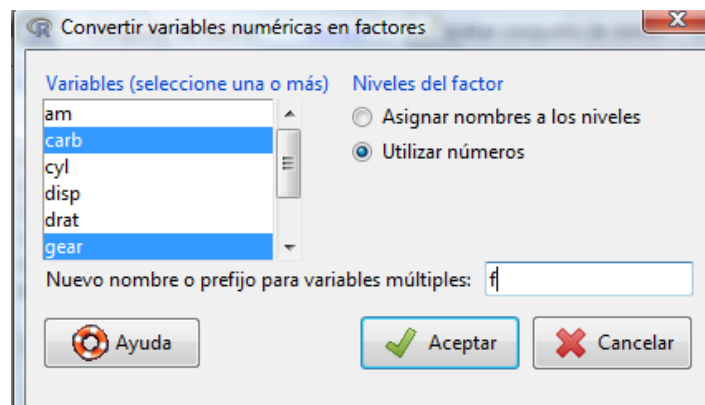 Convertir variables numéricas en factores
Variables (seleccione una o más)
am
carb
cyl
disp
drat
gear
Niveles del factor
Asignar nombres a los niveles
Utilizar números
Nuevo nombre o prefijo para variables múltiples: f
Ayuda
Aceptar
Cancelar